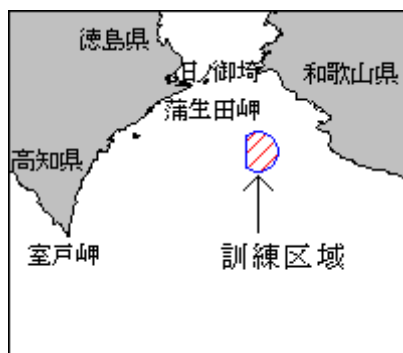 徳島県
日ノ御埼
和歌山県
蒲生田岬
高知県
室戸岬
訓練区域